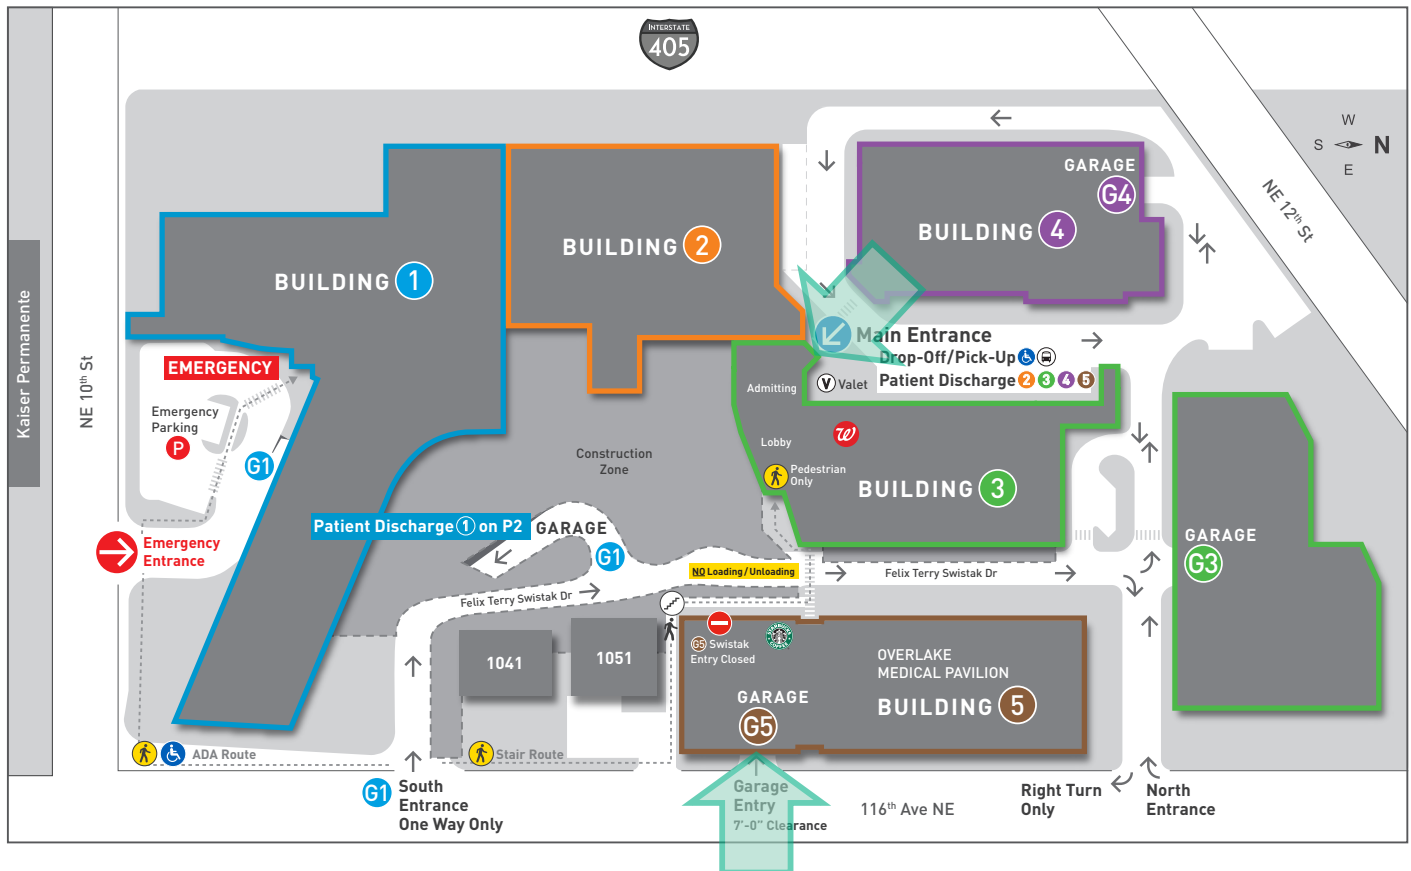 INTERSTATE
405
W
S N
E
NE 12th St
GARAGE
G4
BUILDING 4
BUILDING 2
BUILDING 1
Kaiser Permanente
NE 10th St
EMERGENCY
Emergency
Parking
P
G1
Emergency
Entrance
Main Entrance
Drop-Off/Pick-Up
Patient Discharge 2 3 4 5
V Valet
Admitting
Lobby
Pedestrian
Only
BUILDING 3
Construction
Zone
Patient Discharge 1 on P2
GARAGE
G1
NO Loading/Unloading
Felix Terry Swistak Dr
Felix Terry Swistak Dr
GARAGE
G3
1041
1051
G5 Swistak
Entry Closed
STARBUCKS
COFFEE
OVERLAKE
MEDICAL PAVILION
BUILDING 5
GARAGE
G5
ADA Route
Stair Route
G1 South
Entrance
One Way Only
Garage
Entry
7'-0" Clearance
116th Ave NE
Right Turn
Only
North
Entrance